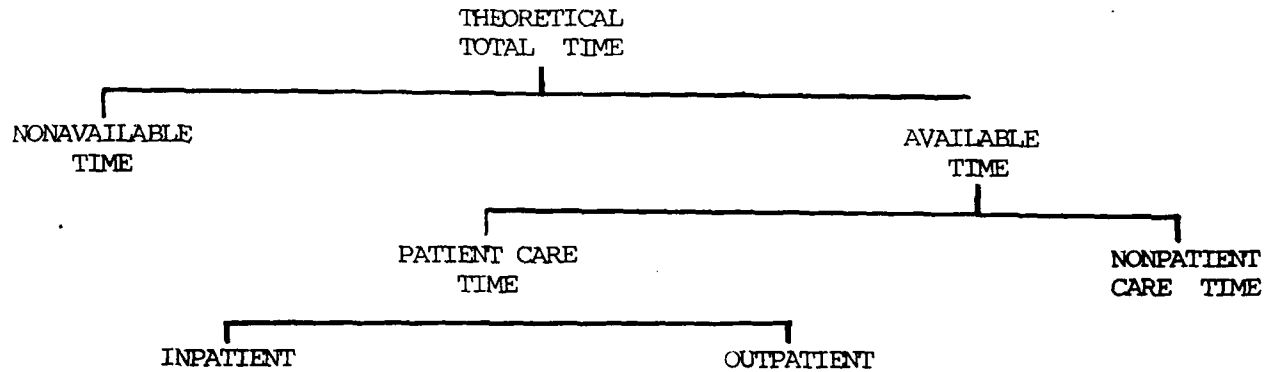 THEORETICAL
TOTAL TIME
NONAVAILABLE
TIME
AVAILABLE
TIME
PATIENT CARE
TIME
NONPATIENT
CARE TIME
INPATIENT
OUTPATIENT